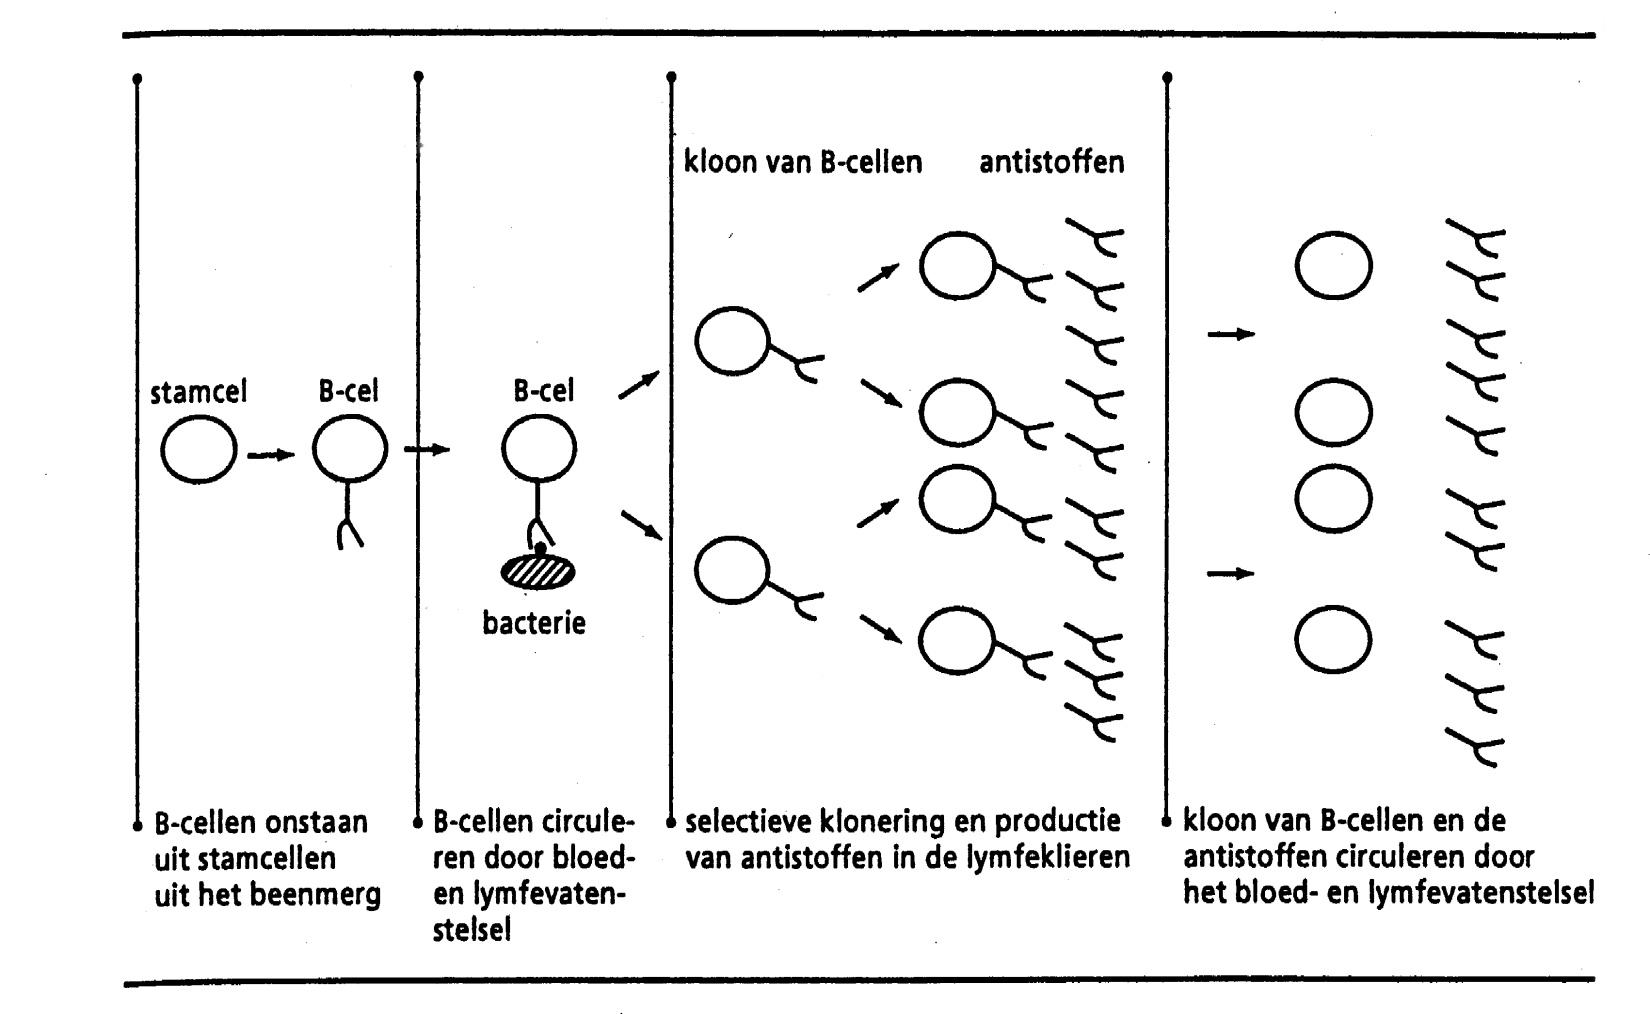 kloon van B-cellen
antistoffen
stamcel
B-cel
B-cel
bacterie
B-cellen onstaan
uit stamcellen
uit het beenmerg
B-cellen circule-
ren door bloed-
en lymfevaten-
stelsel
selectieve klonering en productie
van antistoffen in de lymfeklieren
kloon van B-cellen en de
antistoffen circuleren door
het bloed- en lymfevatenstelsel